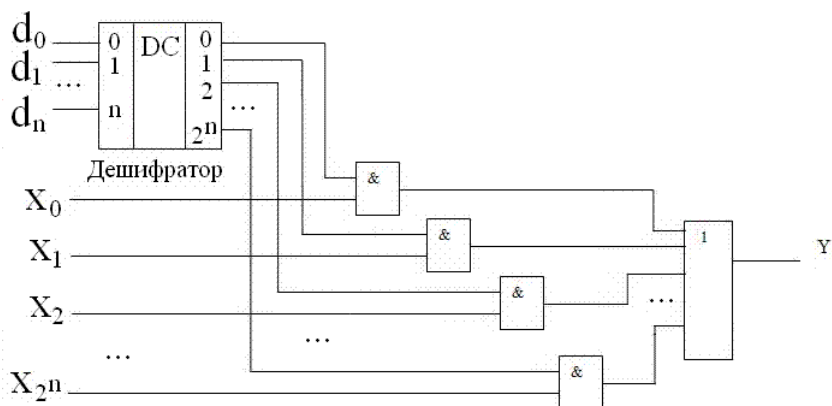 d₀ 0 DC 0
d₁ 1 1
... 2
dₙ n ...
2ⁿ
Дешифратор
&
X₀
&
1
Y
X₁
&
X₂
...
...
...
&
X₂ⁿ